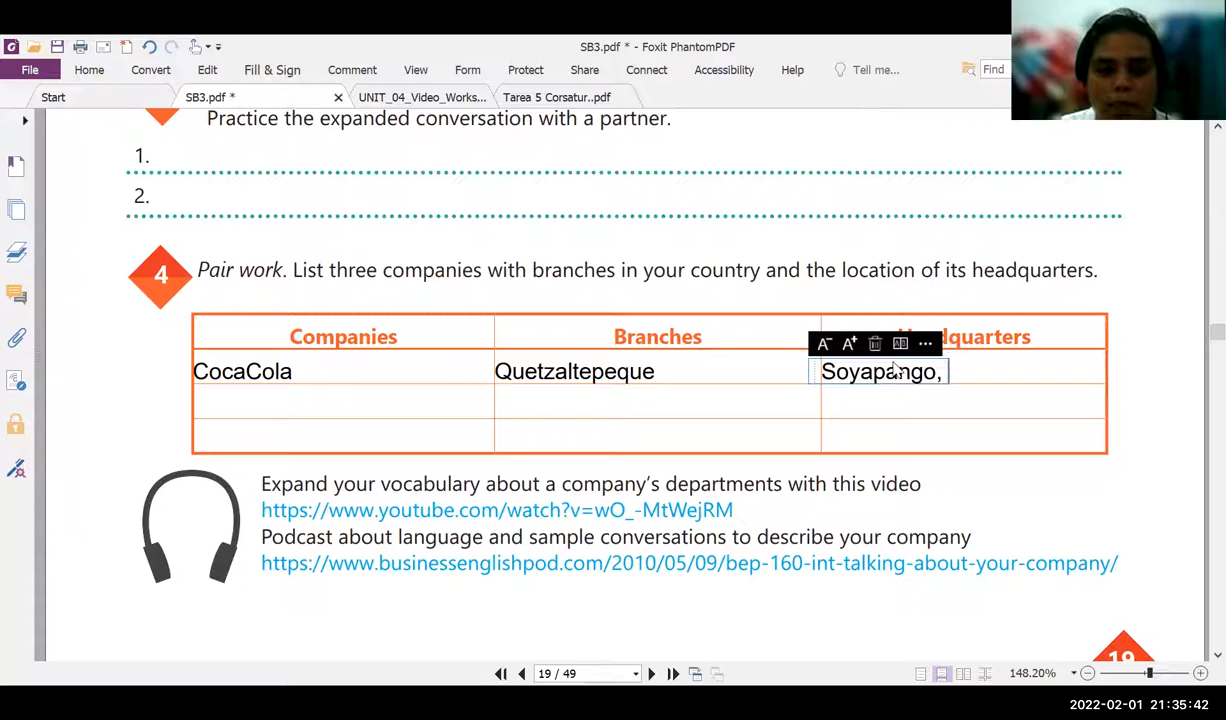 SB3.pdf * - Foxit PhantomPDF
File Home Convert Edit Fill & Sign Comment View Form Protect Share Connect Accessibility Help Tell me... Find
Start SB3.pdf * UNIT_04_Video_Works... Tarea 5 Corsatur..pdf
Practice the expanded conversation with a partner.
1.
2.
4 Pair work. List three companies with branches in your country and the location of its headquarters.
Companies Branches dquarters
CocaCola Quetzaltepeque Soyapango,
Expand your vocabulary about a company's departments with this video
https://www.youtube.com/watch?v=wO_-MtWejRM
Podcast about language and sample conversations to describe your company
https://www.businessenglishpod.com/2010/05/09/bep-160-int-talking-about-your-company/
19
19 / 49 148.20%
2022-02-01 21:35:42